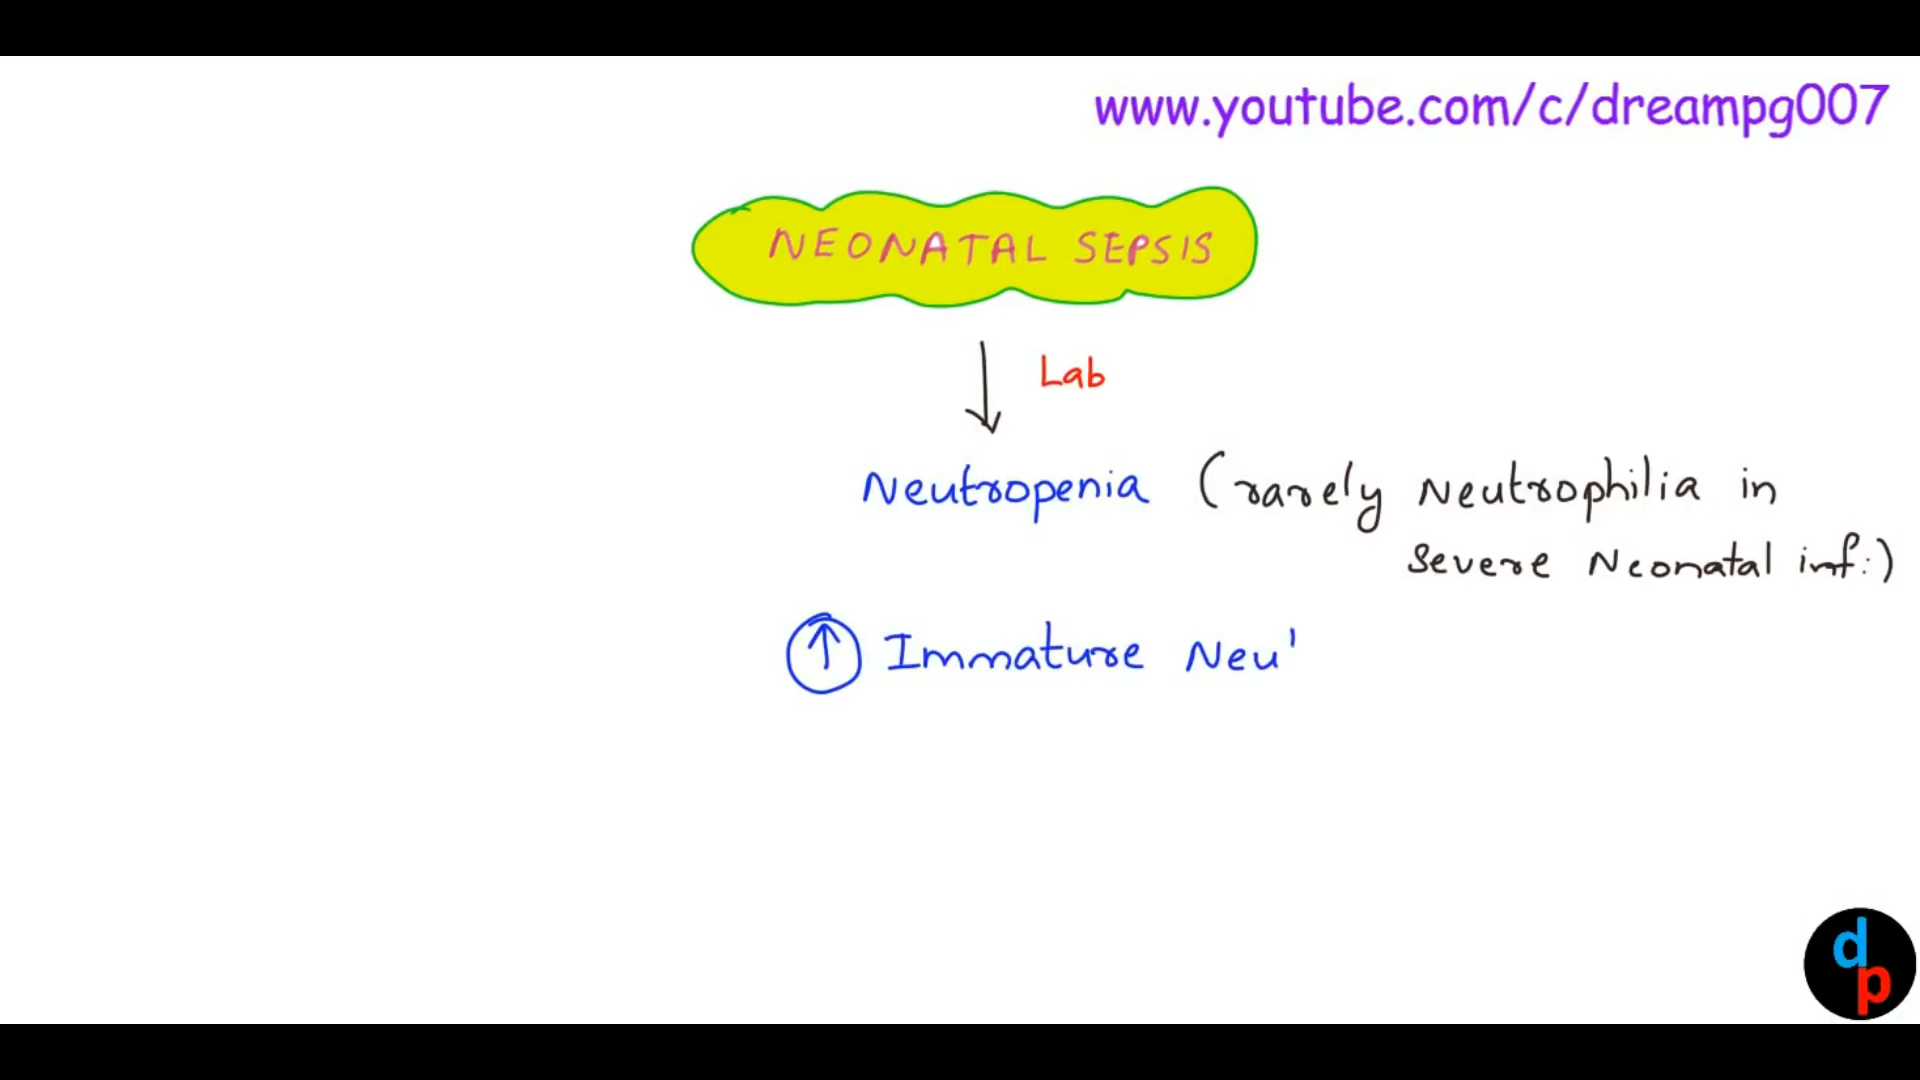 www.youtube.com/c/dreampg007
NEONATAL SEPSIS
Lab
Neutropenia (rarely Neutrophilia in
severe Neonatal inf:)
↑ Immature Neu'
dp